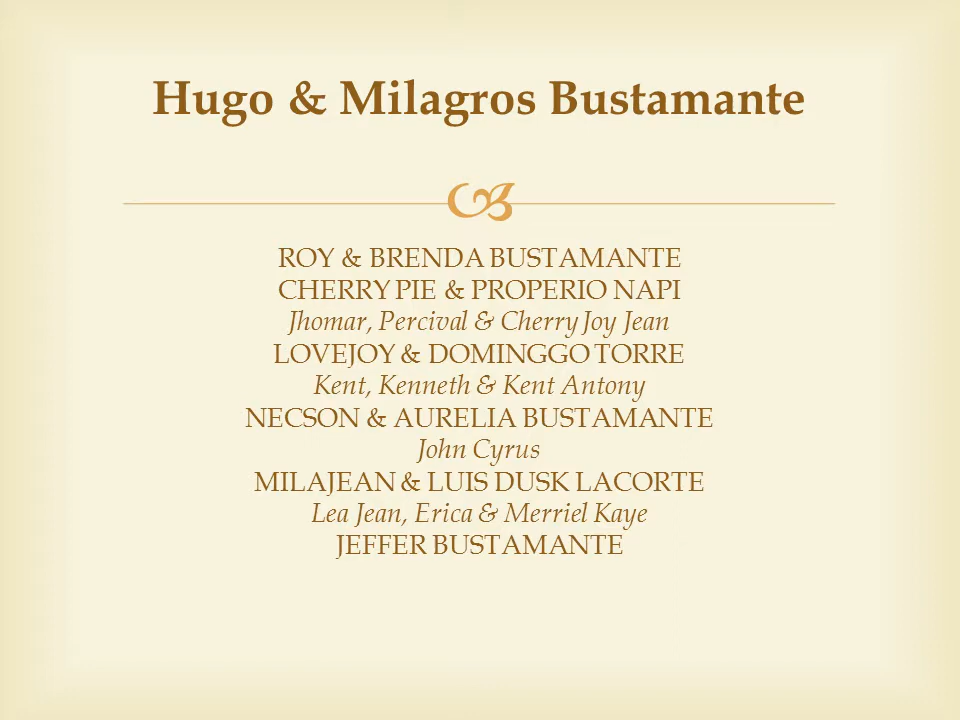 Hugo & Milagros Bustamante
ROY & BRENDA BUSTAMANTE
CHERRY PIE & PROPERIO NAPI
Jhomar, Percival & Cherry Joy Jean
LOVEJOY & DOMINGGO TORRE
Kent, Kenneth & Kent Antony
NECSON & AURELIA BUSTAMANTE
John Cyrus
MILAJEAN & LUIS DUSK LACORTE
Lea Jean, Erica & Merriel Kaye
JEFFER BUSTAMANTE